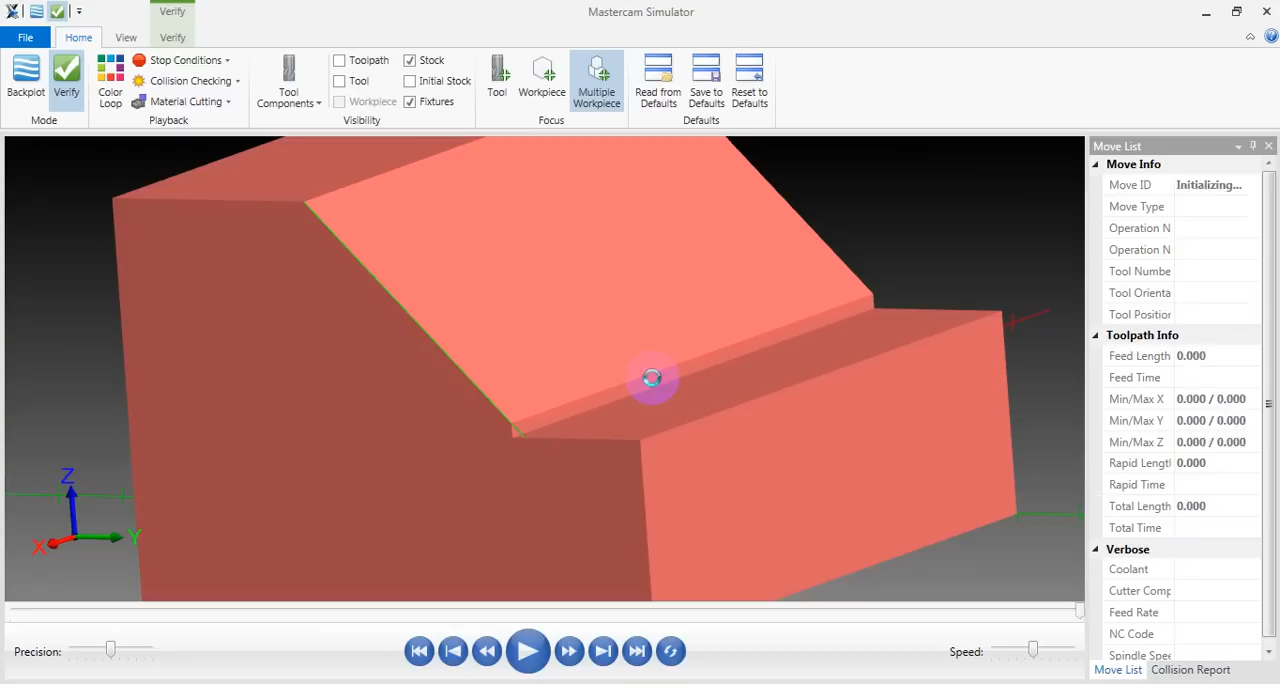 Verify
Mastercam Simulator
File
Home
View
Verify
Backplot
Verify
Mode
Color
Loop
Stop Conditions
Collision Checking
Material Cutting
Playback
Tool
Components
Toolpath
Tool
Workpiece
Stock
Initial Stock
Fixtures
Visibility
Tool
Workpiece
Multiple
Workpiece
Focus
Read from
Defaults
Save to
Defaults
Reset to
Defaults
Defaults
Move List
Move Info
Move ID Initializing...
Move Type
Operation N
Operation N
Tool Numbe
Tool Orienta
Tool Position
Toolpath Info
Feed Length 0.000
Feed Time
Min/Max X 0.000 / 0.000
Min/Max Y 0.000 / 0.000
Min/Max Z 0.000 / 0.000
Rapid Lengt 0.000
Rapid Time
Total Length 0.000
Total Time
Verbose
Coolant
Cutter Comp
Feed Rate
NC Code
Spindle Spee
Z
X
Y
Precision:
Speed:
Move List
Collision Report